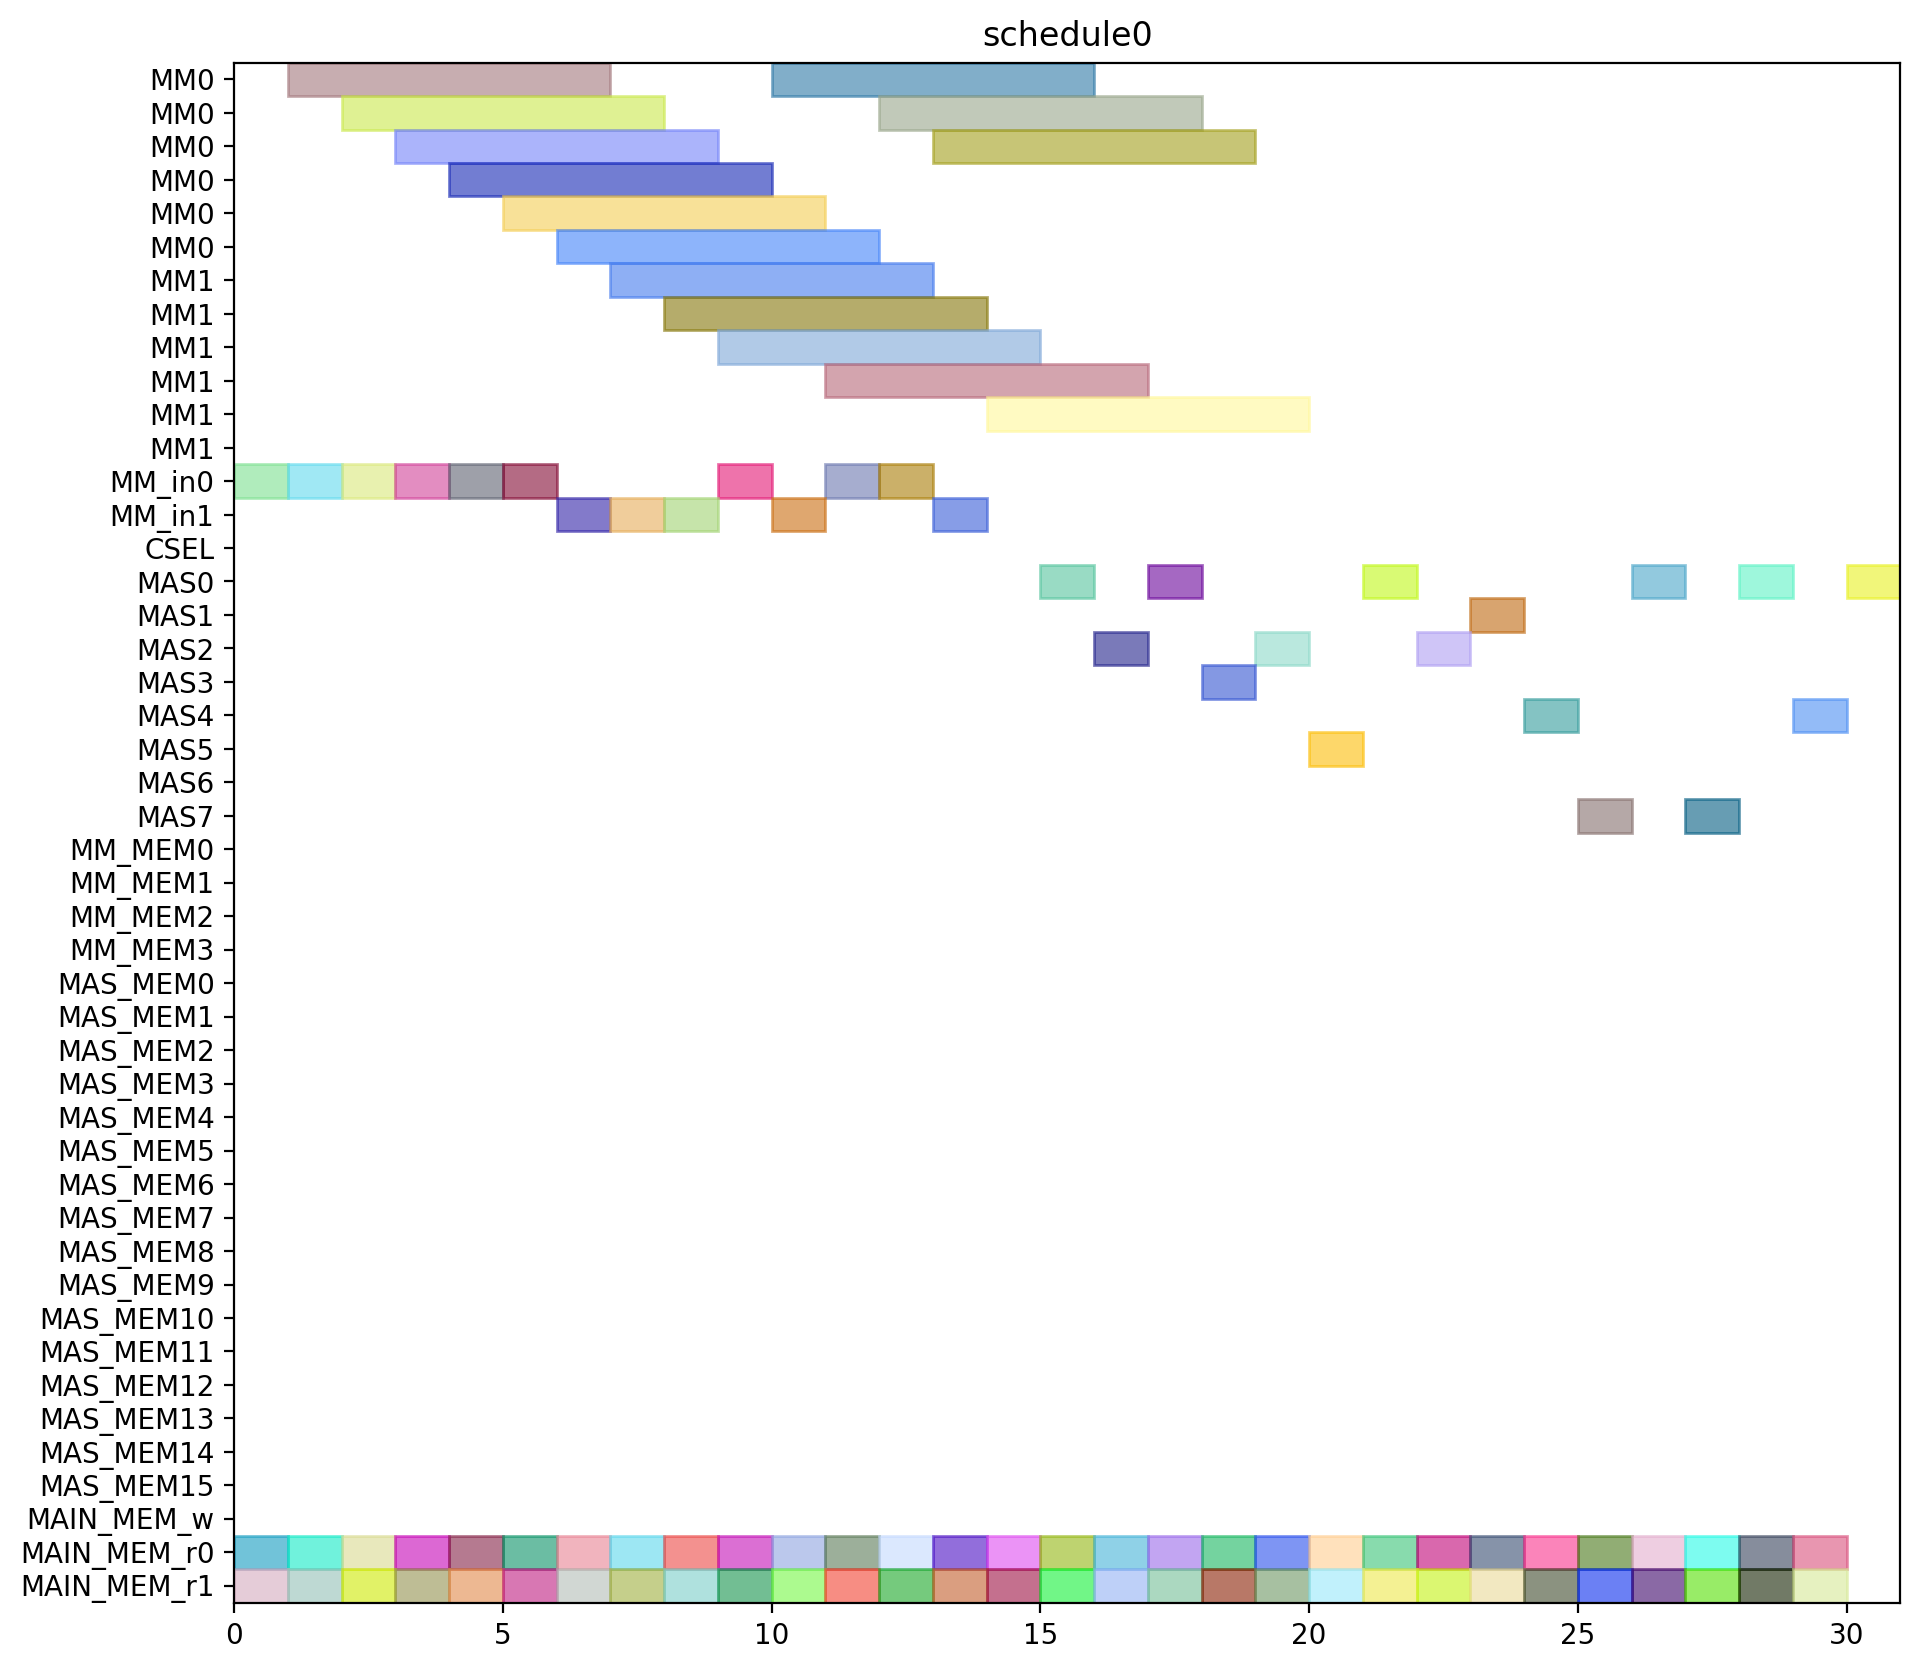 schedule0
MM0
MM0
MM0
MM0
MM0
MM0
MM1
MM1
MM1
MM1
MM1
MM1
MM_in0
MM_in1
CSEL
MAS0
MAS1
MAS2
MAS3
MAS4
MAS5
MAS6
MAS7
MM_MEM0
MM_MEM1
MM_MEM2
MM_MEM3
MAS_MEM0
MAS_MEM1
MAS_MEM2
MAS_MEM3
MAS_MEM4
MAS_MEM5
MAS_MEM6
MAS_MEM7
MAS_MEM8
MAS_MEM9
MAS_MEM10
MAS_MEM11
MAS_MEM12
MAS_MEM13
MAS_MEM14
MAS_MEM15
MAIN_MEM_w
MAIN_MEM_r0
MAIN_MEM_r1
0 5 10 15 20 25 30